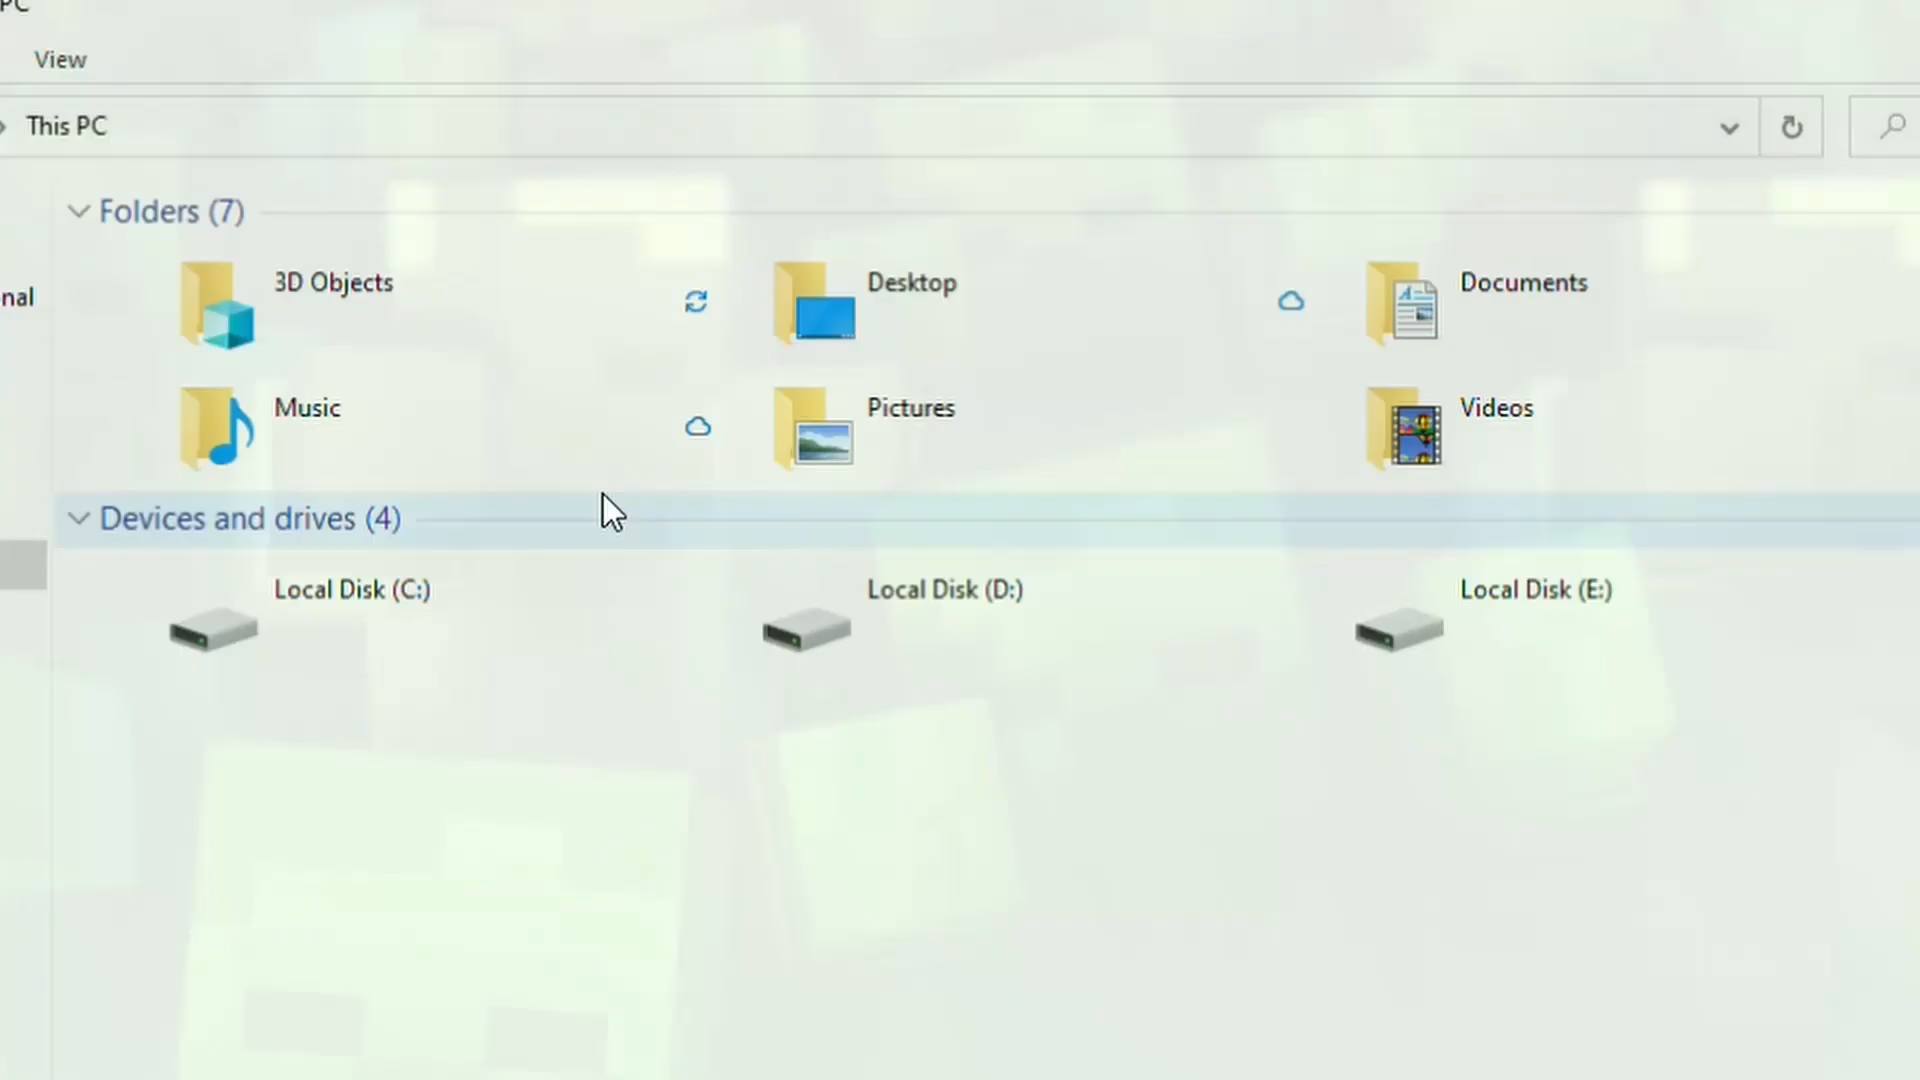 PC
View
This PC
Folders (7)
nal
3D Objects
Desktop
Documents
Music
Pictures
Videos
Devices and drives (4)
Local Disk (C:)
Local Disk (D:)
Local Disk (E:)